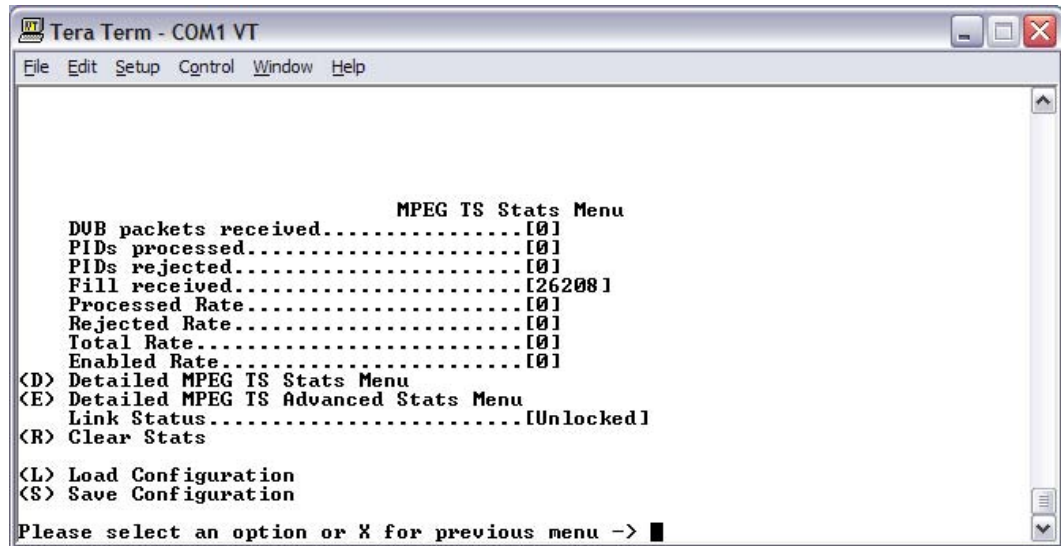 Tera Term - COM1 VT
File Edit Setup Control Window Help
MPEG TS Stats Menu
DVB packets received................[0]
PIDs processed......................[0]
PIDs rejected.......................[0]
Fill received.......................[26208]
Processed Rate......................[0]
Rejected Rate.......................[0]
Total Rate..........................[0]
Enabled Rate........................[0]
(D) Detailed MPEG TS Stats Menu
(E) Detailed MPEG TS Advanced Stats Menu
Link Status.........................[Unlocked]
(R) Clear Stats
(L) Load Configuration
(S) Save Configuration
Please select an option or X for previous menu ->